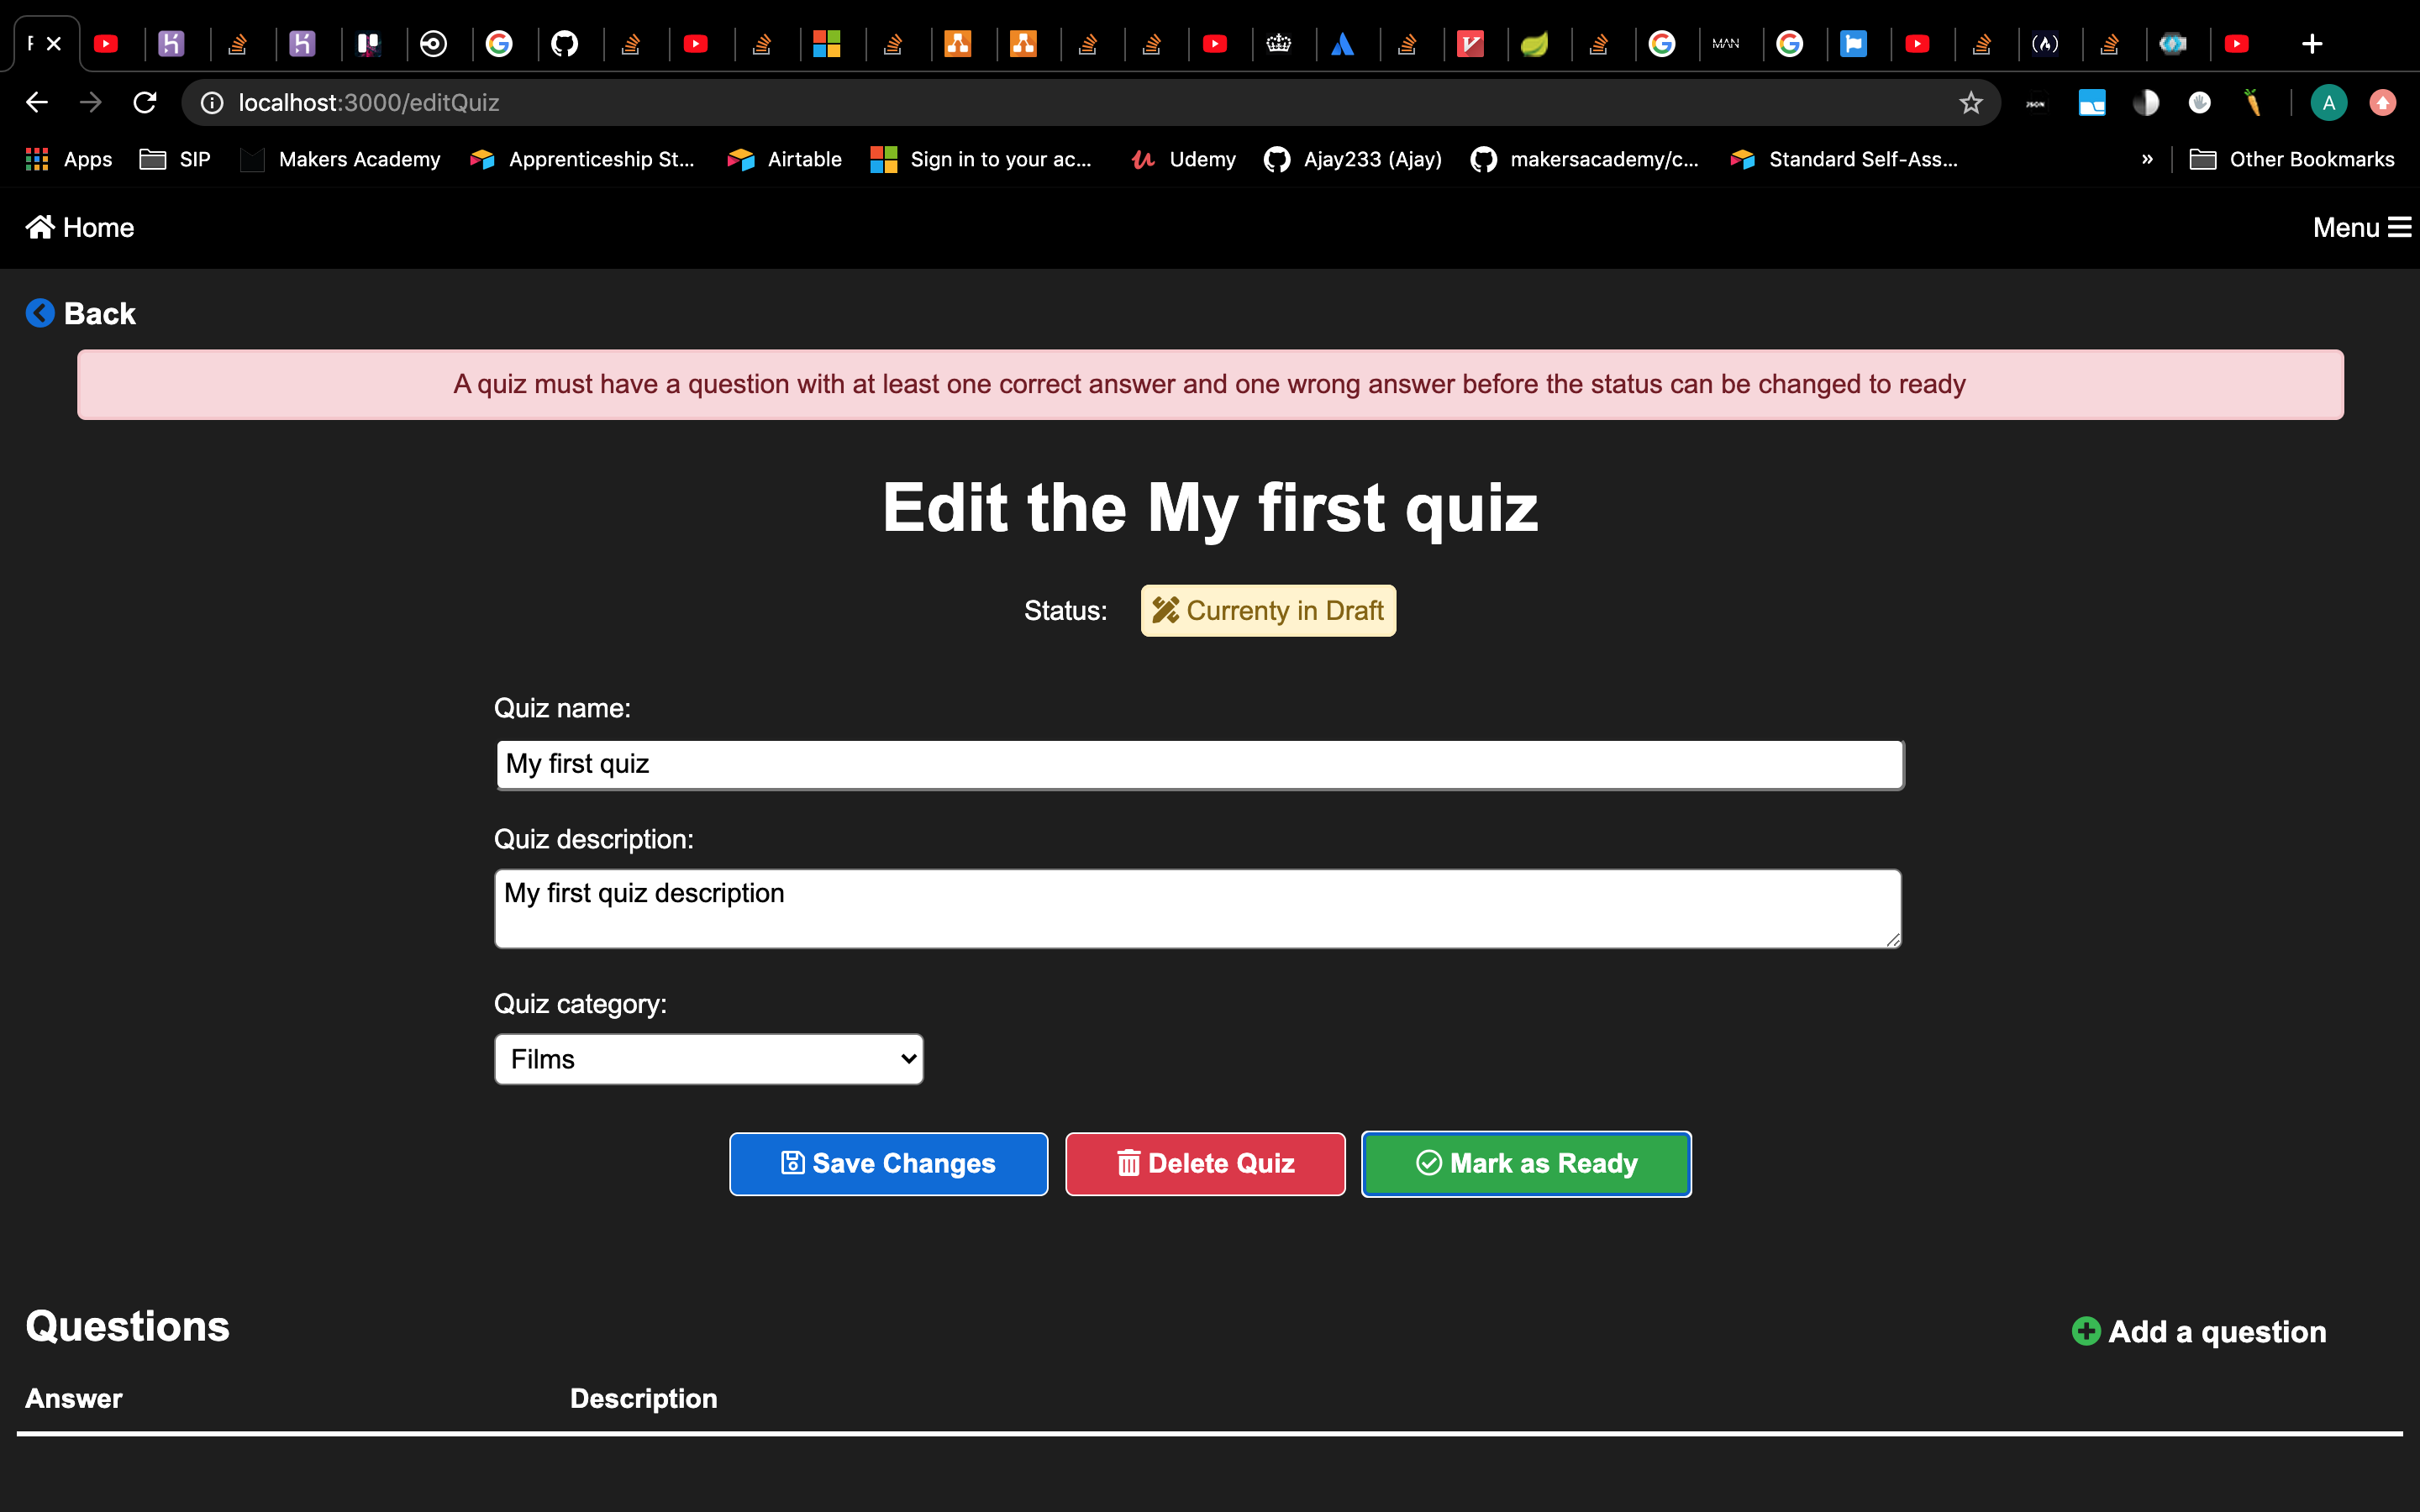 F
MAN
localhost:3000/editQuiz
JSON
A
Apps SIP Makers Academy Apprenticeship St... Airtable Sign in to your ac... Udemy Ajay233 (Ajay) makersacademy/c... Standard Self-Ass... » Other Bookmarks
Home Menu
Back
A quiz must have a question with at least one correct answer and one wrong answer before the status can be changed to ready
Edit the My first quiz
Status: Currenty in Draft
Quiz name:
My first quiz
Quiz description:
My first quiz description
Quiz category:
Films
Save Changes Delete Quiz Mark as Ready
Questions Add a question
Answer Description